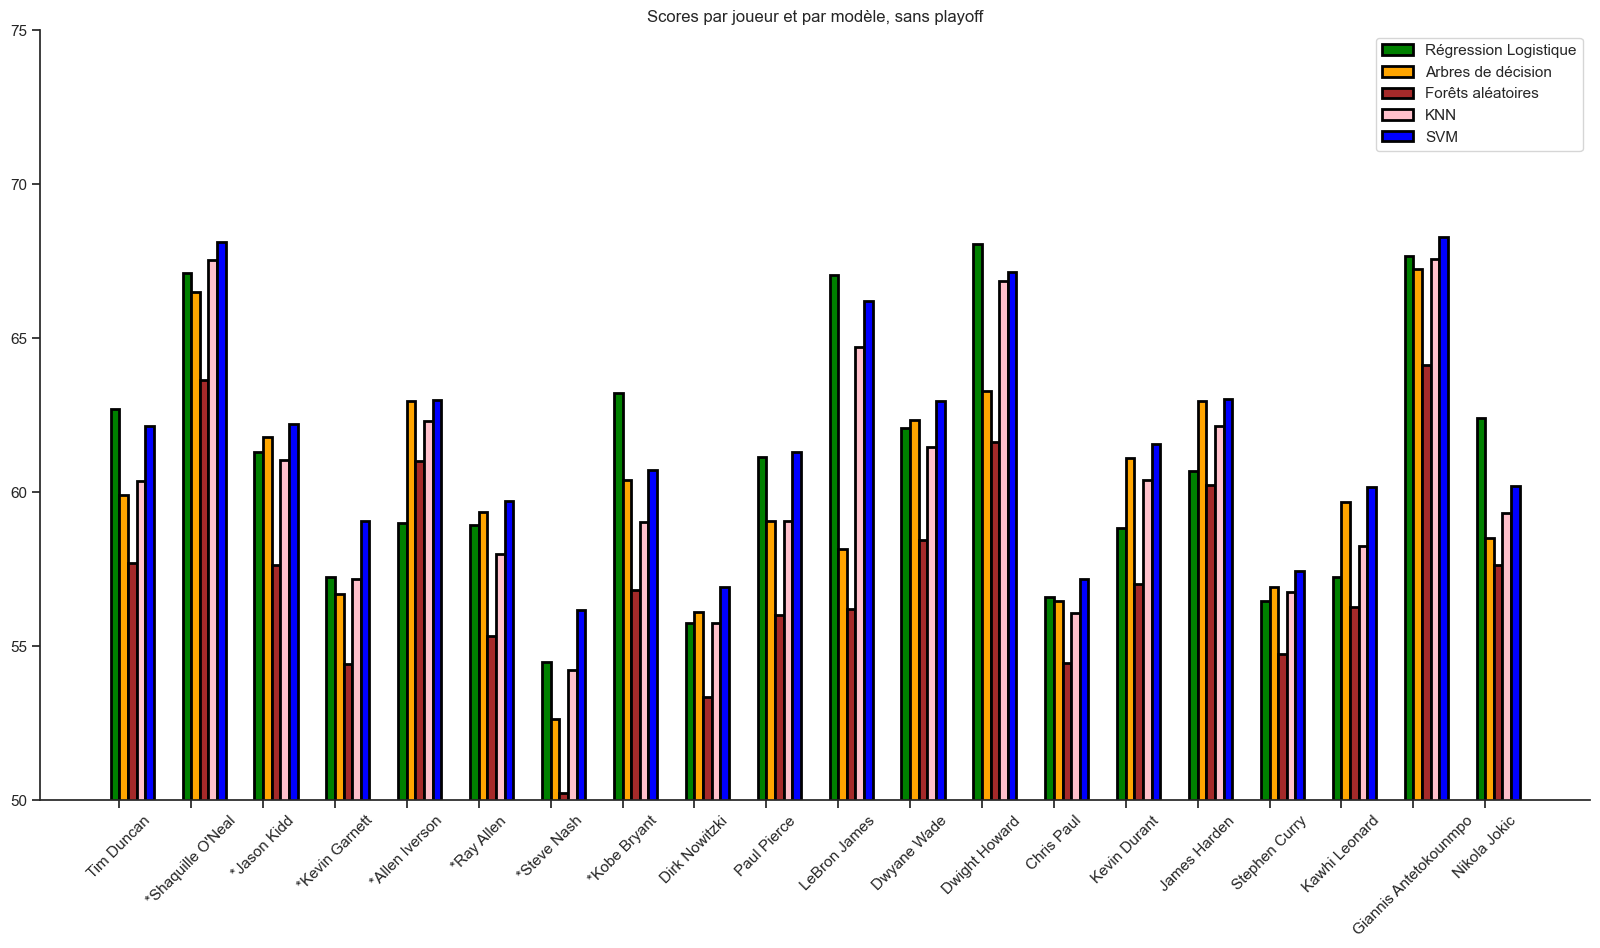 Scores par joueur et par modèle, sans playoff
75
70
65
60
55
50
Régression Logistique
Arbres de décision
Forêts aléatoires
KNN
SVM
Tim Duncan
*Shaquille O'Neal
*Jason Kidd
*Kevin Garnett
*Allen Iverson
*Ray Allen
*Steve Nash
*Kobe Bryant
Dirk Nowitzki
Paul Pierce
LeBron James
Dwyane Wade
Dwight Howard
Chris Paul
Kevin Durant
James Harden
Stephen Curry
Kawhi Leonard
Giannis Antetokounmpo
Nikola Jokic